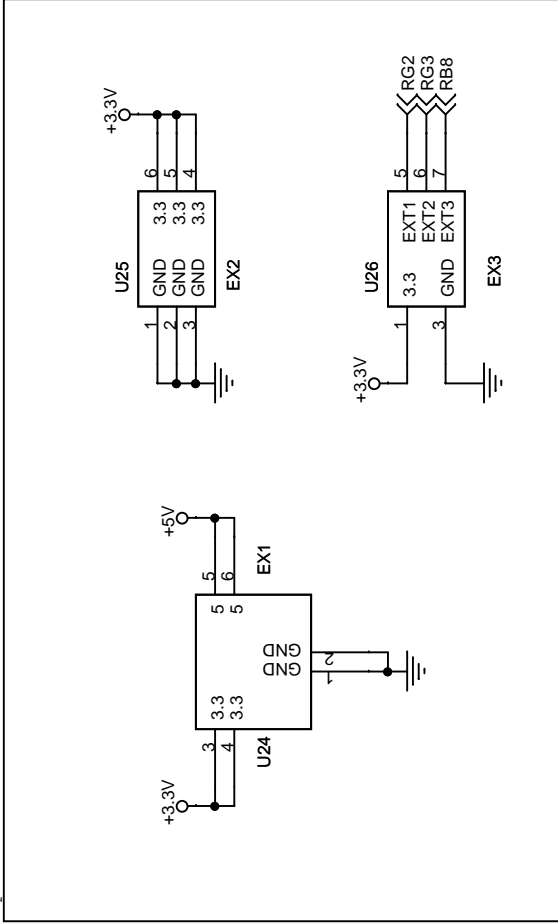 +3.3V
3
4
3.3
3.3
U24
GND
GND
1
2
5
5
5
6
EX1
+5V
U25
1
2
3
GND
GND
GND
3.3
3.3
3.3
6
5
4
EX2
+3.3V
+3.3V
U26
1
3
3.3
GND
EXT1
EXT2
EXT3
5
6
7
EX3
RG2
RG3
RB8